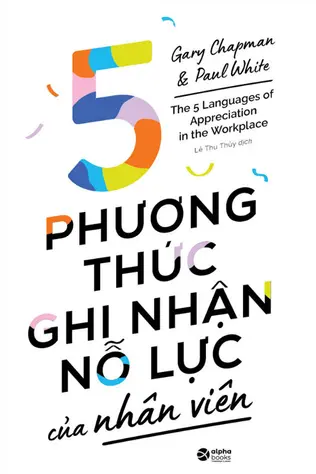 5
Gary Chapman
& Paul White
The 5 Languages of
Appreciation
in the Workplace
Lê Thu Thủy dịch
PHƯƠNG
THỨC
GHI NHẬN
NỖ LỰC
của nhân viên
alpha
books